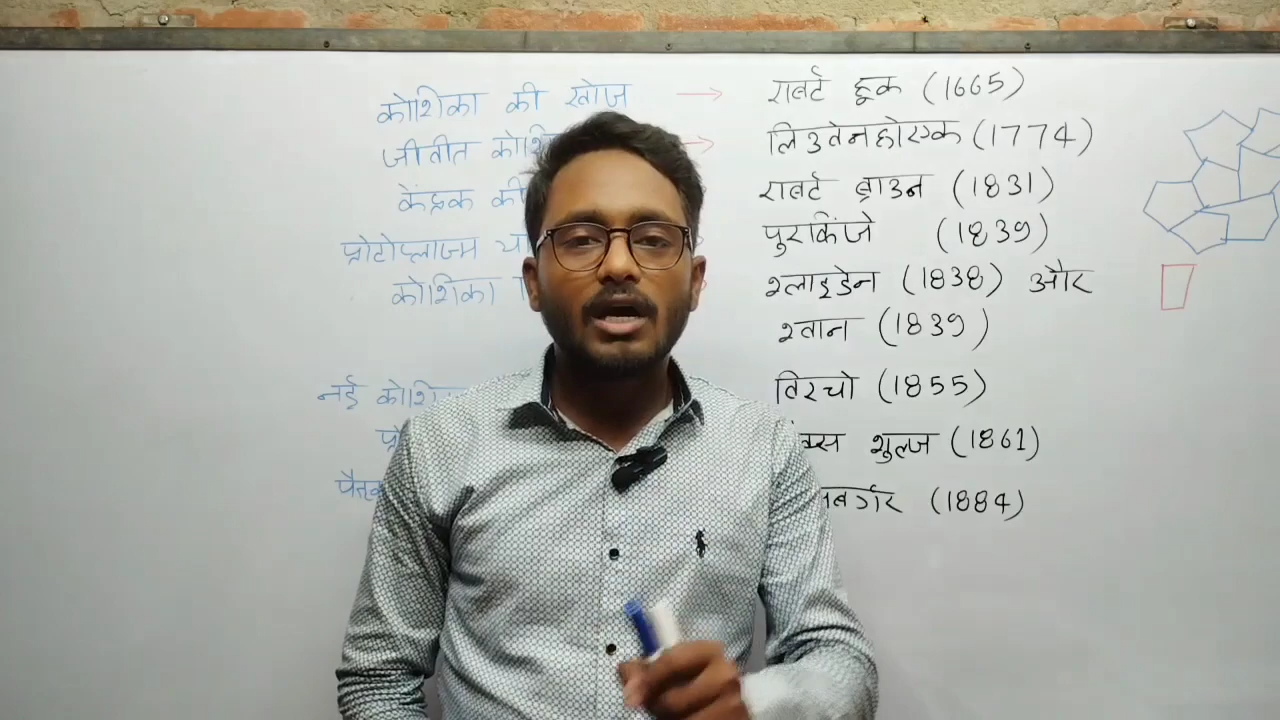 कोशिका की खोज → राबर्ट हूक (1665)
जीवीत → लिउवेनहोएक (1774)
केंद्रक की राबर्ट ब्राउन (1831)
प्रोटोप्लाज्म पुरकिंजे (1839)
कोशिका श्लाइडेन (1838) और
श्वान (1839)
नई विरचो (1855)
शुल्ज (1861)
(1884)